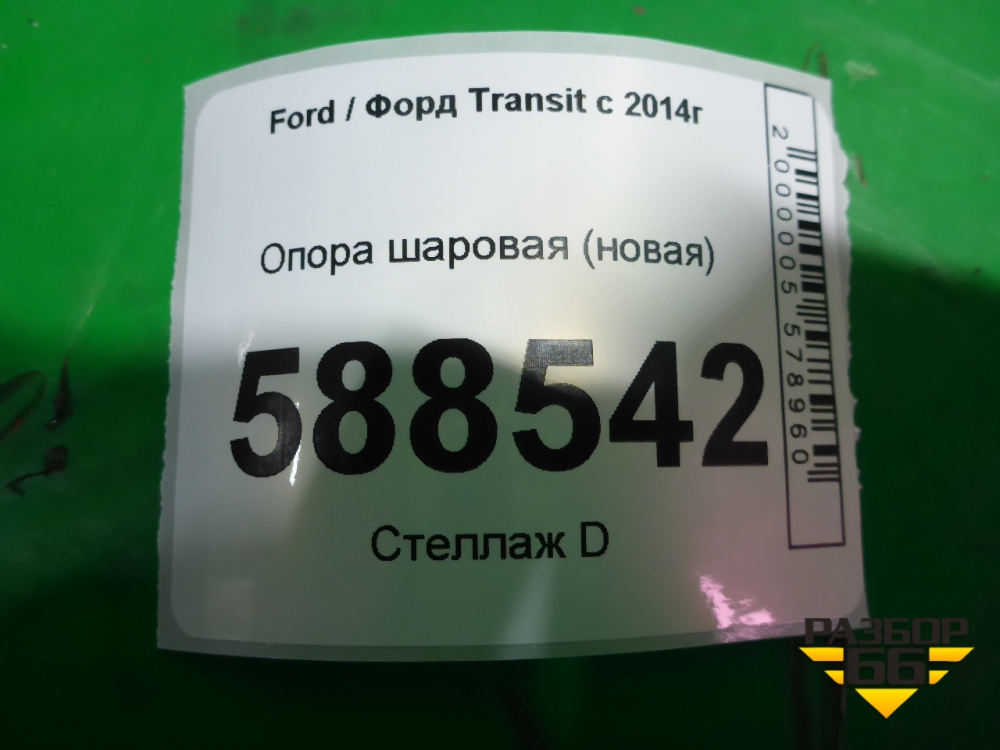 Ford / Форд Transit с 2014г
Опора шаровая (новая)
588542
Стеллаж D
2000005578960
РАЗБОР
66